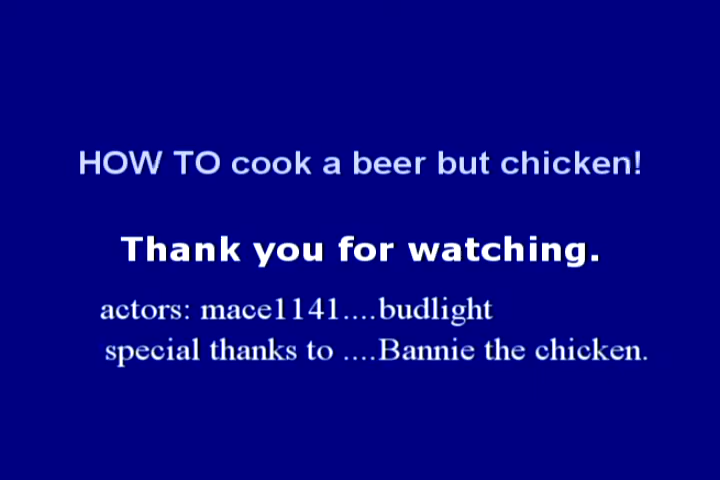 HOW TO cook a beer but chicken!
Thank you for watching.
actors: mace1141....budlight
special thanks to ....Bannie the chicken.